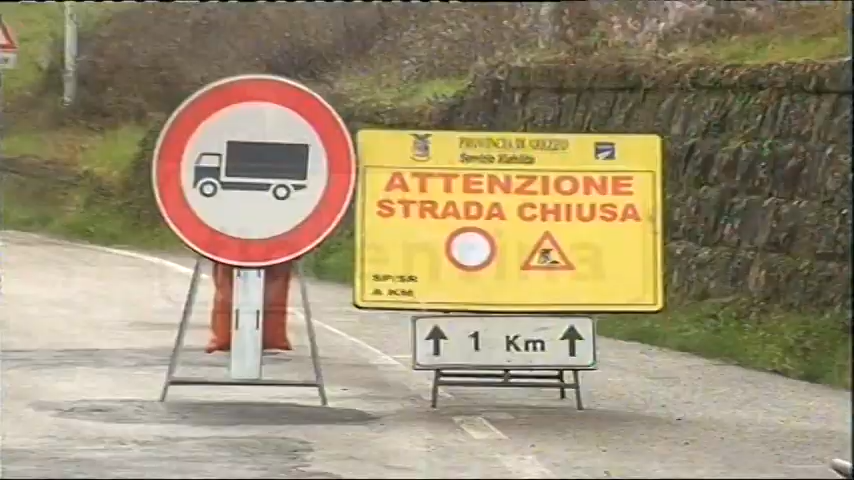 PROVINCIA DI AREZZO
Servizio Viabilità
ATTENZIONE
STRADA CHIUSA
SP/SR
A KM
1 Km